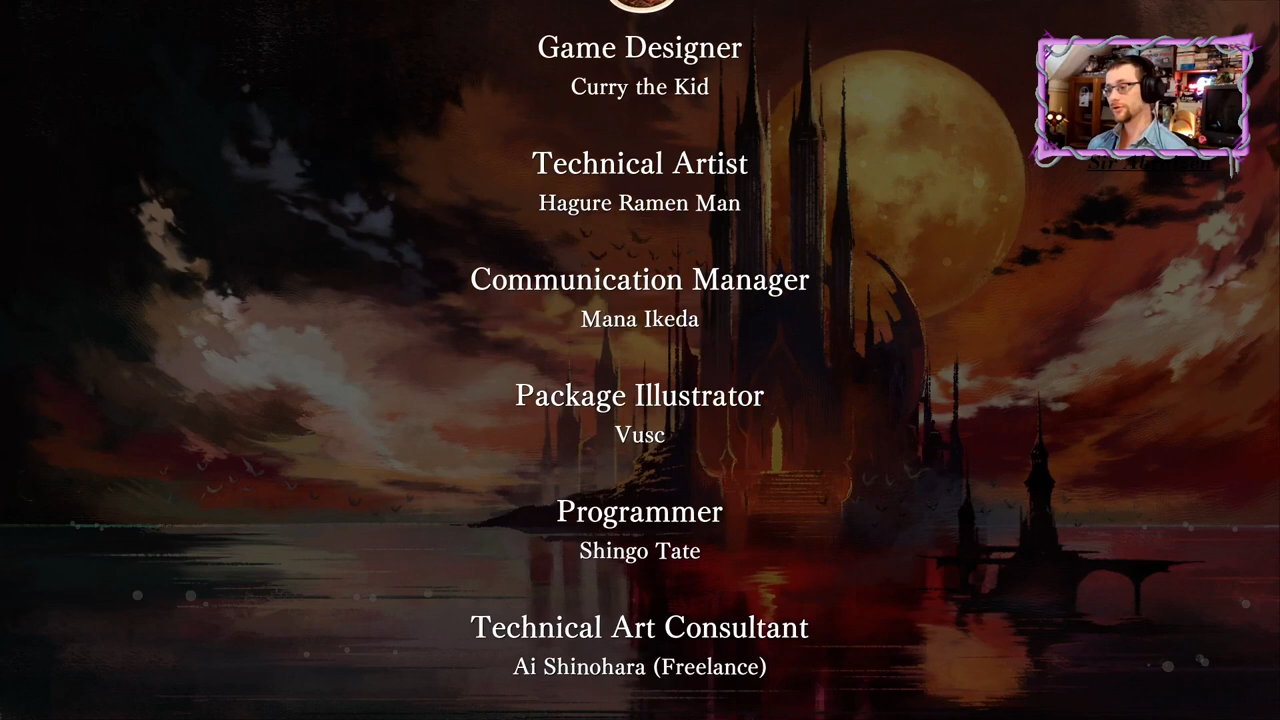 Game Designer
Curry the Kid
Technical Artist
Hagure Ramen Man
Communication Manager
Mana Ikeda
Package Illustrator
Vusc
Programmer
Shingo Tate
Technical Art Consultant
Ai Shinohara (Freelance)